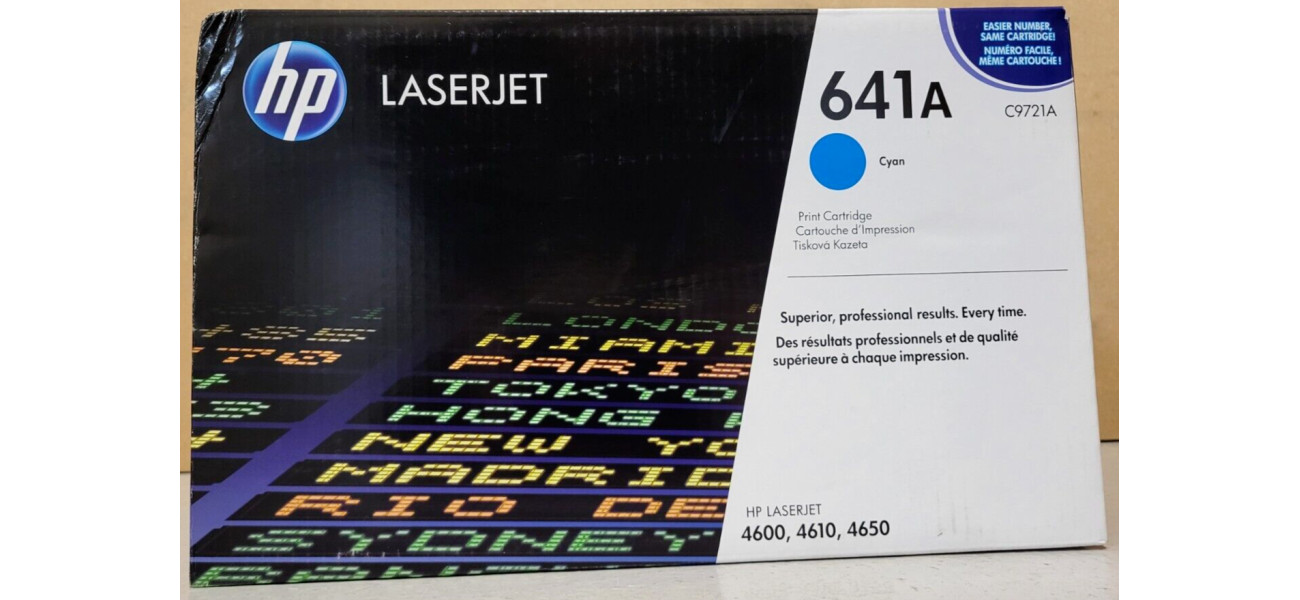 hp
LASERJET
641A
EASIER NUMBER,
SAME CARTRIDGE!
NUMÉRO FACILE,
MÊME CARTOUCHE!
C9721A
Cyan
Print Cartridge
Cartouche d'Impression
Tisková Kazeta
Superior, professional results. Every time.
Des résultats professionnels et de qualité
supérieure à chaque impression.
HP LASERJET
4600, 4610, 4650
MIAMI
PARIS
TOKYO
HONG
NEW YO
MADRID
RIO DE
SYDNEY